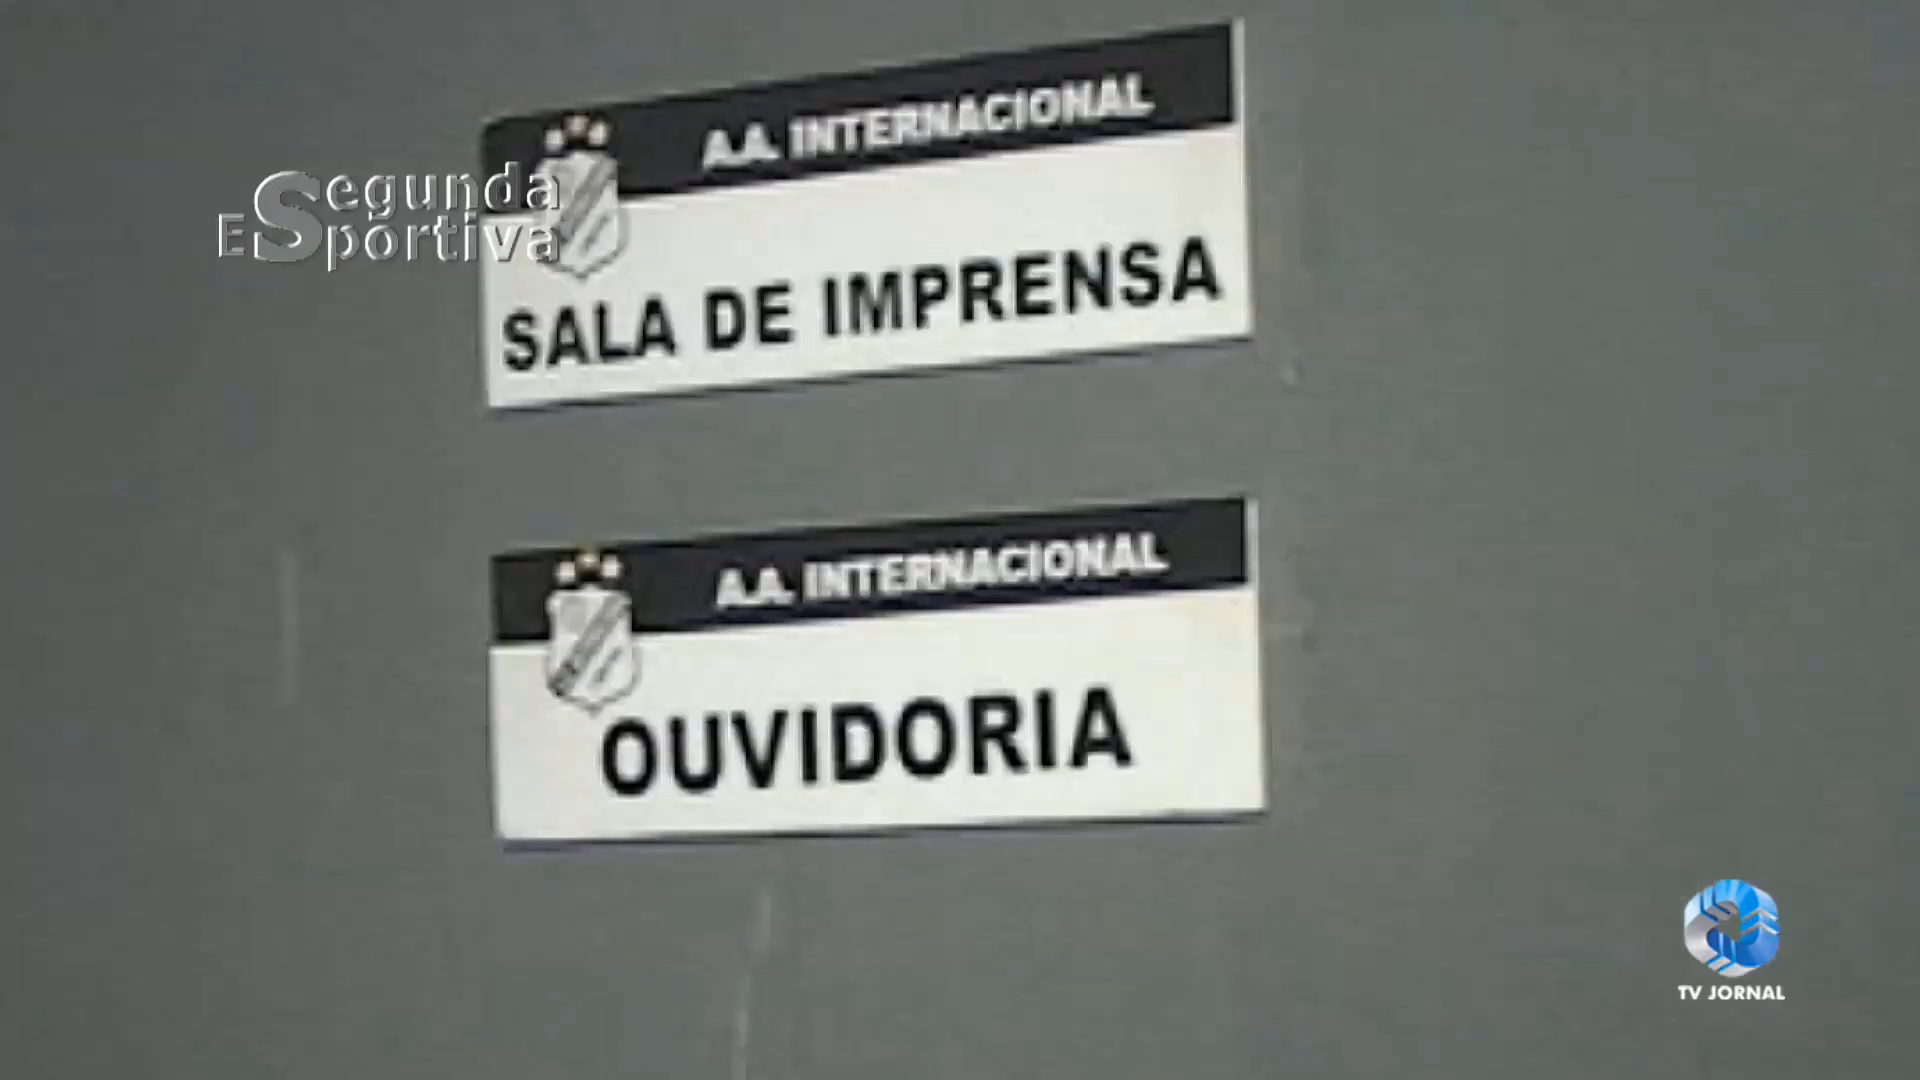 A.A. INTERNACIONAL
Segunda
ESportiva
SALA DE IMPRENSA
A.A. INTERNACIONAL
OUVIDORIA
TV JORNAL